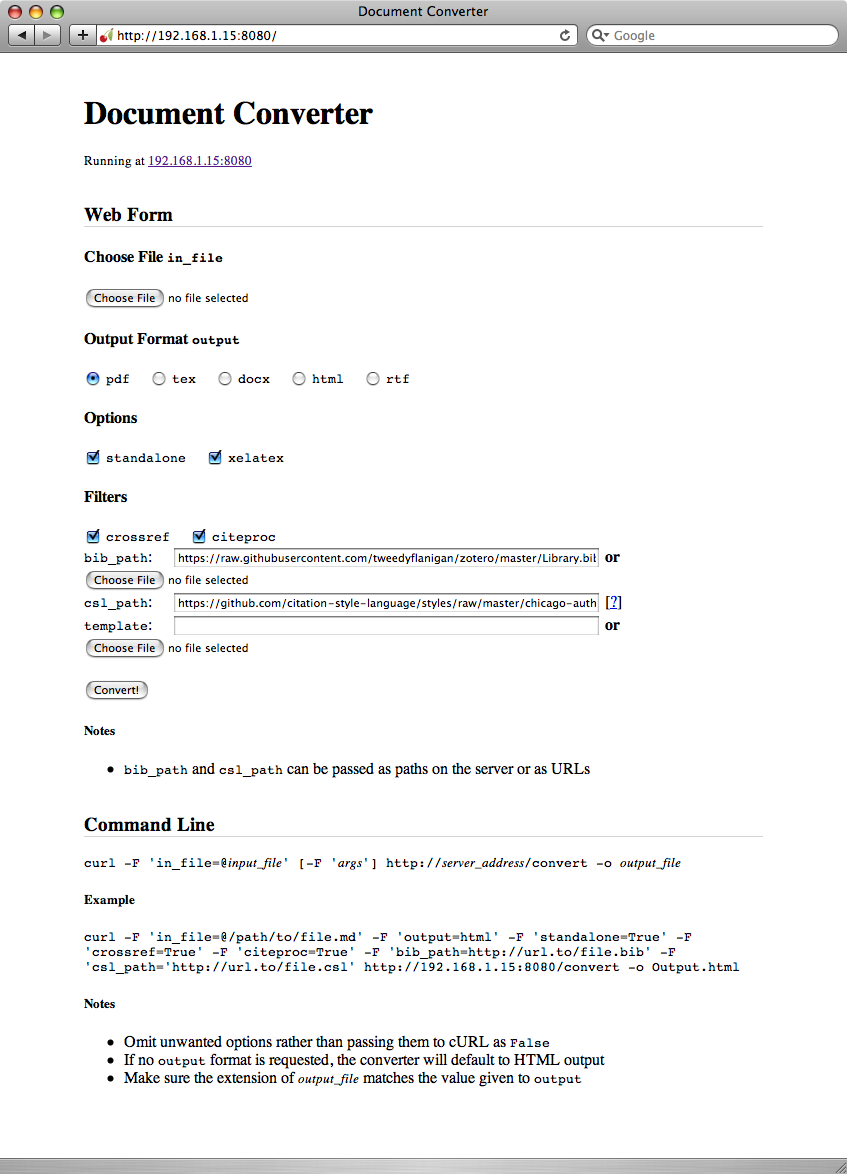 Document Converter
http://192.168.1.15:8080/
Google
Document Converter
Running at 192.168.1.15:8080
Web Form
Choose File in_file
Choose File no file selected
Output Format output
pdf tex docx html rtf
Options
standalone xelatex
Filters
crossref citeproc
bib_path: https://raw.githubusercontent.com/tweedyflanigan/zotero/master/Library.bib or
Choose File no file selected
csl_path: https://github.com/citation-style-language/styles/raw/master/chicago-auth [?]
template: or
Choose File no file selected
Convert!
Notes
• bib_path and csl_path can be passed as paths on the server or as URLs
Command Line
curl -F 'in_file=@input_file' [-F 'args'] http://server_address/convert -o output_file
Example
curl -F 'in_file=@/path/to/file.md' -F 'output=html' -F 'standalone=True' -F
'crossref=True' -F 'citeproc=True' -F 'bib_path=http://url.to/file.bib' -F
'csl_path='http://url.to/file.csl' http://192.168.1.15:8080/convert -o Output.html
Notes
• Omit unwanted options rather than passing them to cURL as False
• If no output format is requested, the converter will default to HTML output
• Make sure the extension of output_file matches the value given to output